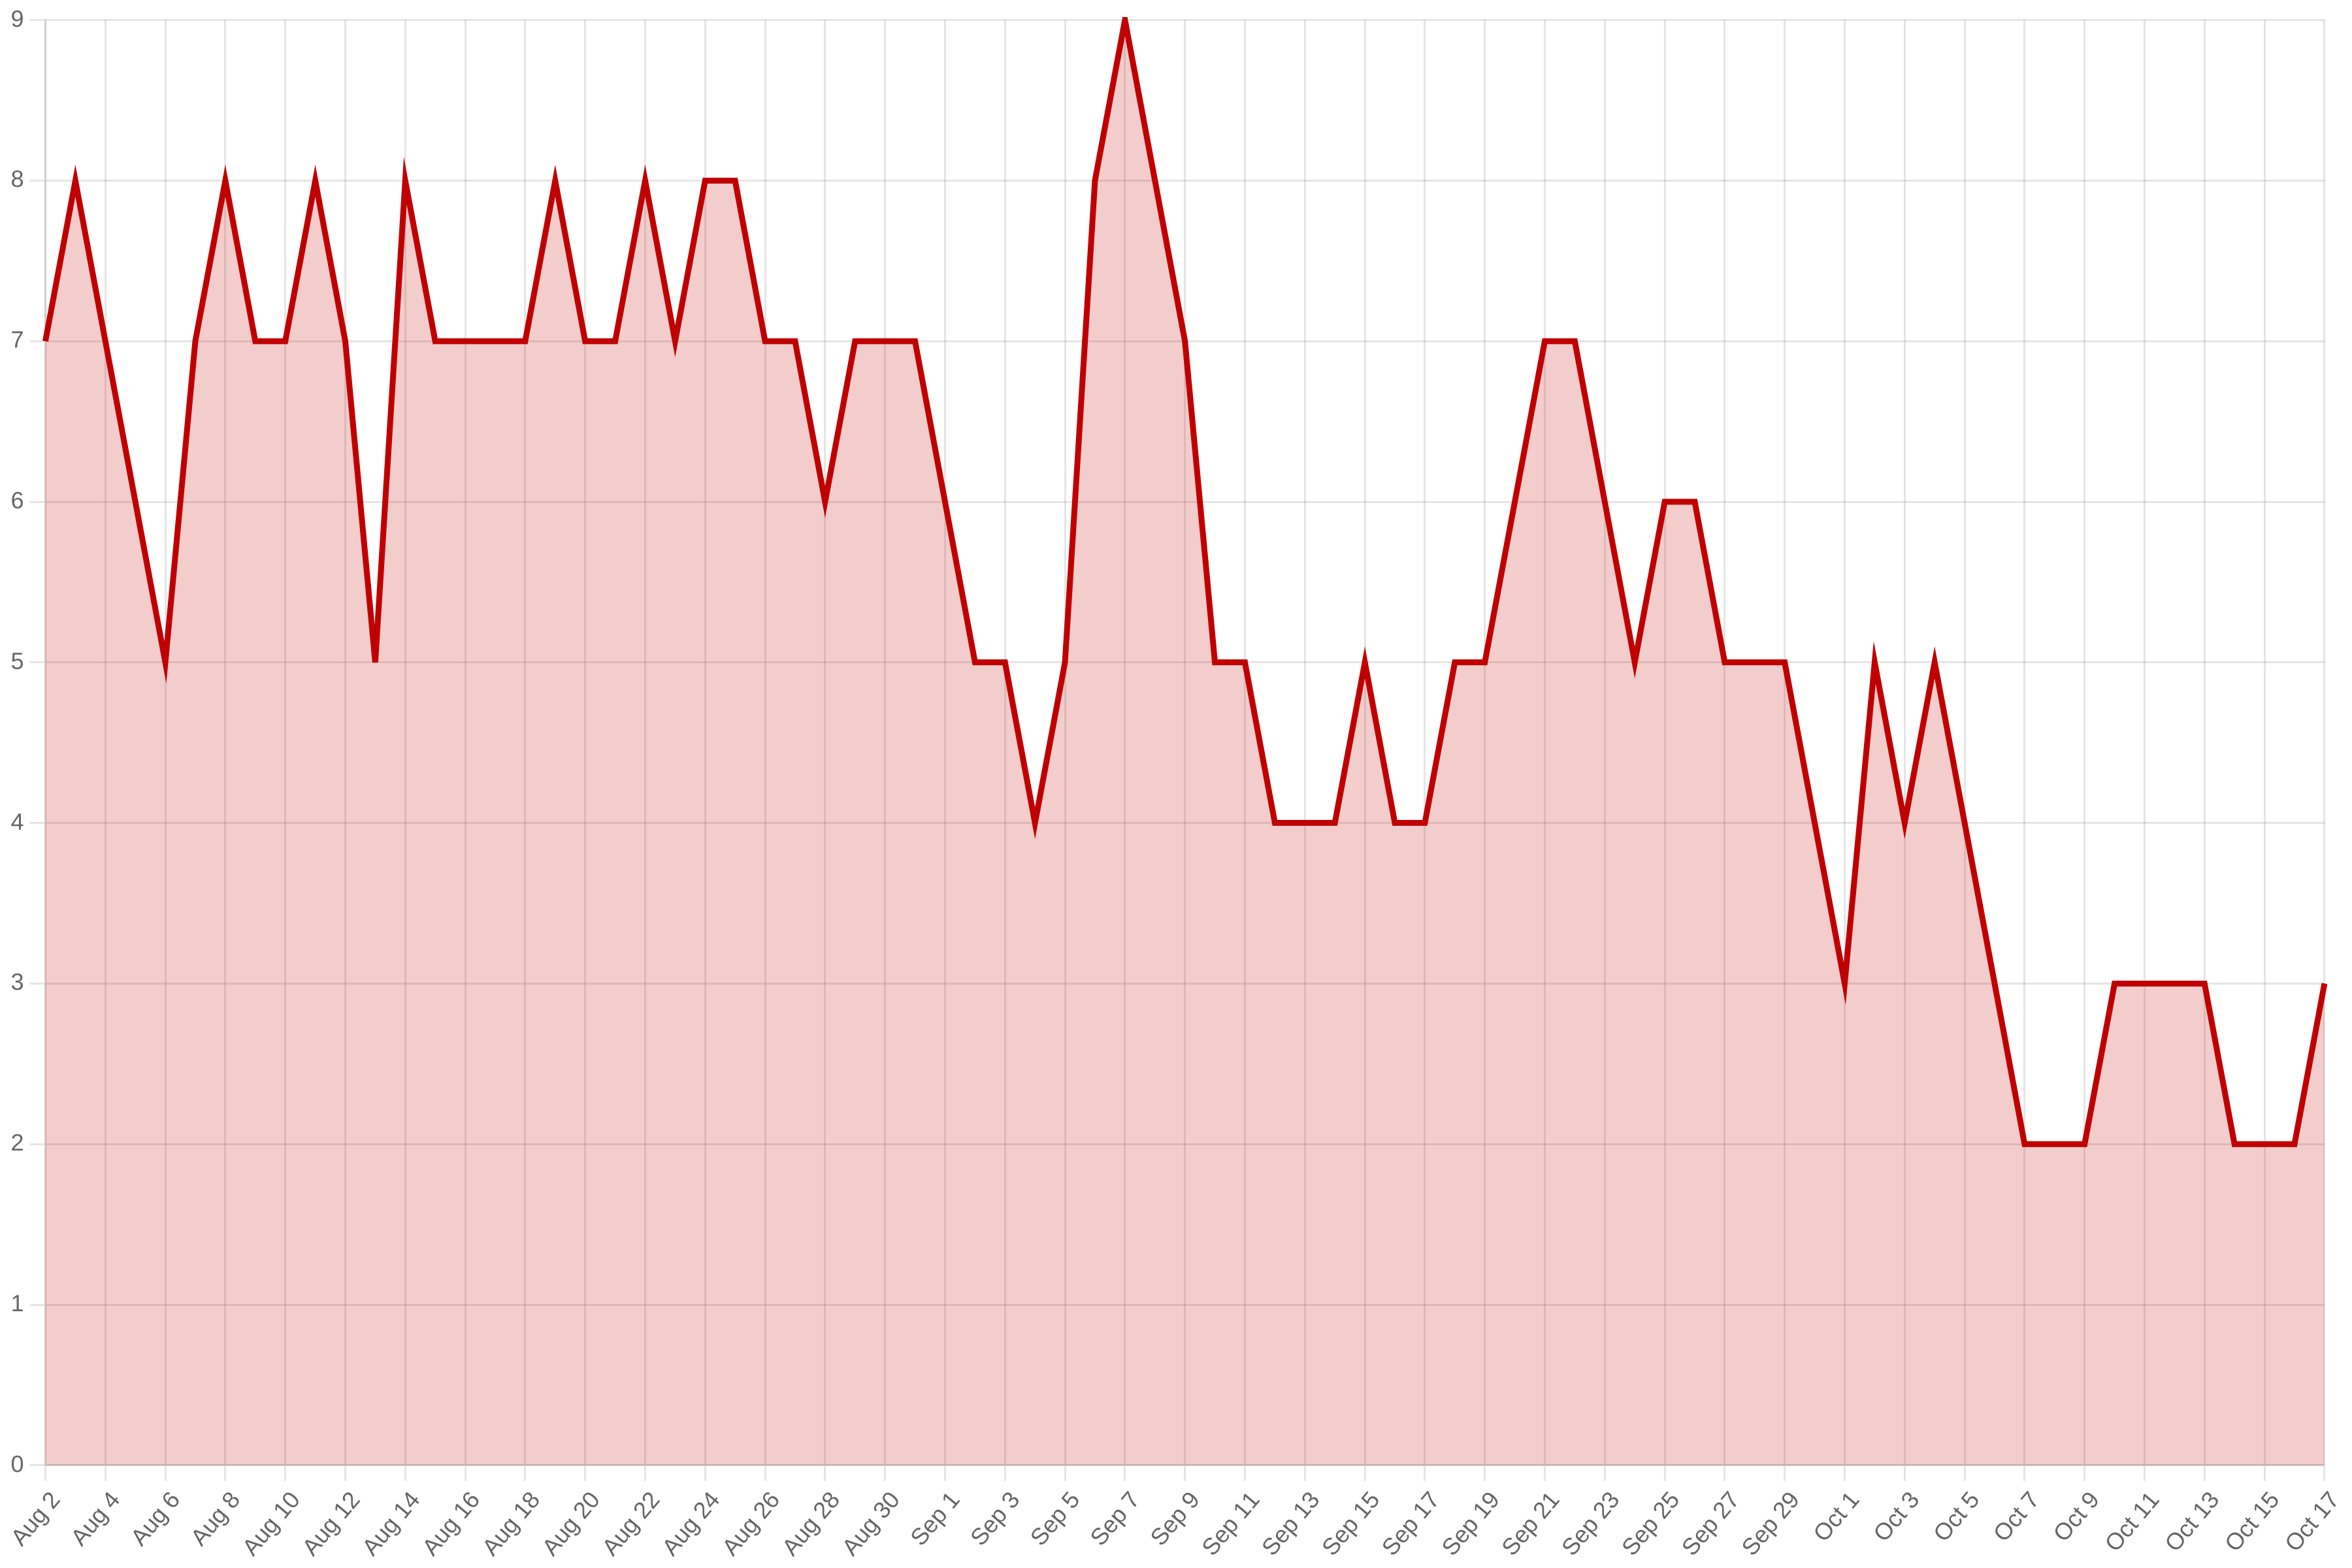 9
8
7
6
5
4
3
2
1
0
Aug 2
Aug 4
Aug 6
Aug 8
Aug 10
Aug 12
Aug 14
Aug 16
Aug 18
Aug 20
Aug 22
Aug 24
Aug 26
Aug 28
Aug 30
Sep 1
Sep 3
Sep 5
Sep 7
Sep 9
Sep 11
Sep 13
Sep 15
Sep 17
Sep 19
Sep 21
Sep 23
Sep 25
Sep 27
Sep 29
Oct 1
Oct 3
Oct 5
Oct 7
Oct 9
Oct 11
Oct 13
Oct 15
Oct 17